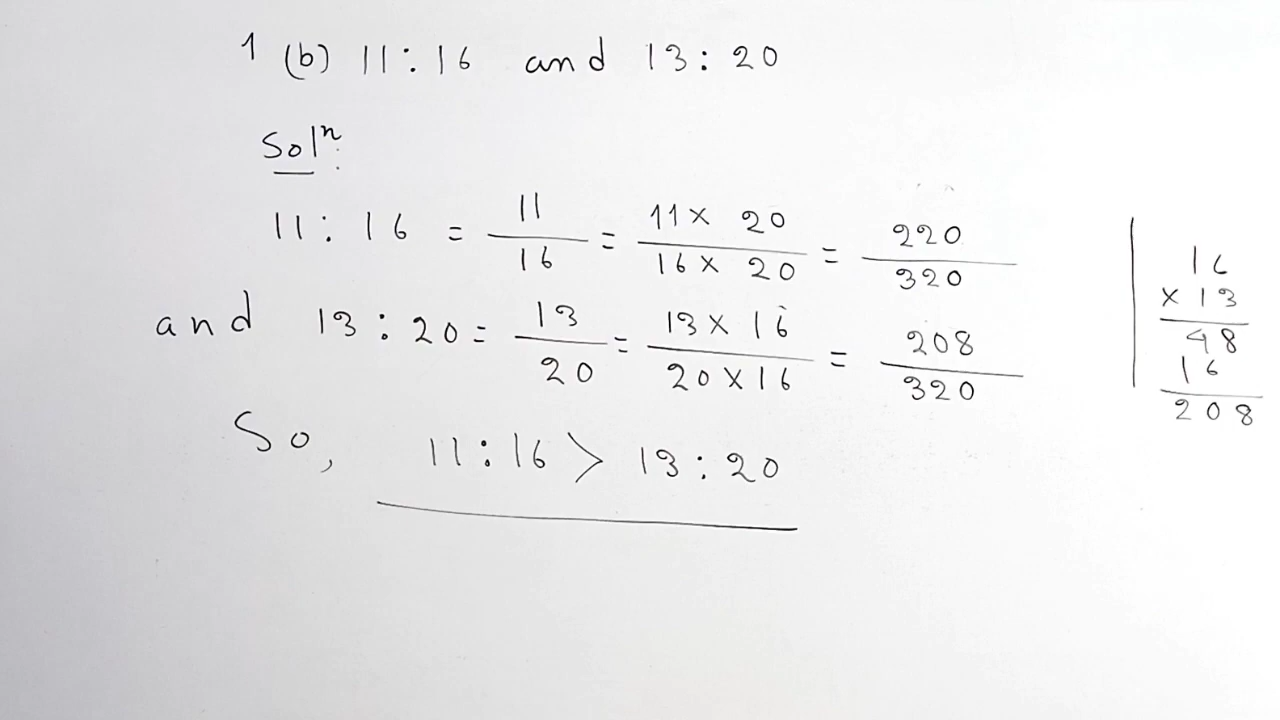 1 (b) 11:16 and 13:20
Solⁿ:
11:16 = 11/16 = 11×20/16×20 = 220/320
and 13:20 = 13/20 = 13×16/20×16 = 208/320
So, 11:16 > 13:20
16
×13
48
16
208